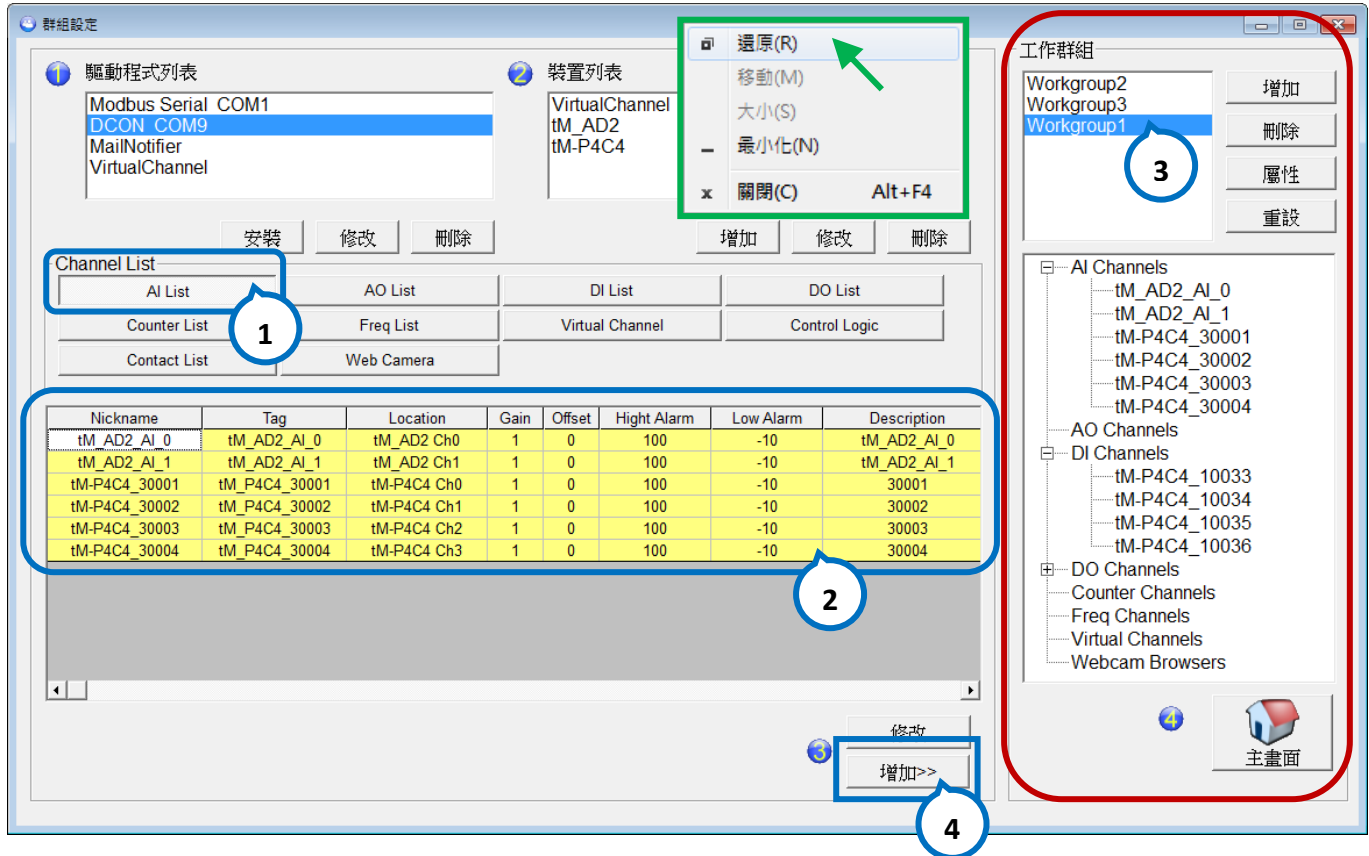 群組設定
1 驅動程式列表
Modbus Serial COM1
DCON COM9
MailNotifier
VirtualChannel
安裝 修改 刪除
2 裝置列表
VirtualChannel
tM_AD2
tM-P4C4
增加 修改 刪除
還原(R)
移動(M)
大小(S)
最小化(N)
關閉(C) Alt+F4
Channel List
AI List AO List DI List DO List
Counter List Freq List Virtual Channel Control Logic
Contact List Web Camera
1
Nickname Tag Location Gain Offset Hight Alarm Low Alarm Description
tM_AD2_AI_0 tM_AD2_AI_0 tM_AD2 Ch0 1 0 100 -10 tM_AD2_AI_0
tM_AD2_AI_1 tM_AD2_AI_1 tM_AD2 Ch1 1 0 100 -10 tM_AD2_AI_1
tM-P4C4_30001 tM_P4C4_30001 tM-P4C4 Ch0 1 0 100 -10 30001
tM-P4C4_30002 tM_P4C4_30002 tM-P4C4 Ch1 1 0 100 -10 30002
tM-P4C4_30003 tM_P4C4_30003 tM-P4C4 Ch2 1 0 100 -10 30003
tM-P4C4_30004 tM_P4C4_30004 tM-P4C4 Ch3 1 0 100 -10 30004
2
修改
3 增加>>
4
工作群組
Workgroup2
Workgroup3
Workgroup1
3
增加
刪除
屬性
重設
AI Channels
tM_AD2_AI_0
tM_AD2_AI_1
tM-P4C4_30001
tM-P4C4_30002
tM-P4C4_30003
tM-P4C4_30004
AO Channels
DI Channels
tM-P4C4_10033
tM-P4C4_10034
tM-P4C4_10035
tM-P4C4_10036
DO Channels
Counter Channels
Freq Channels
Virtual Channels
Webcam Browsers
4 主畫面